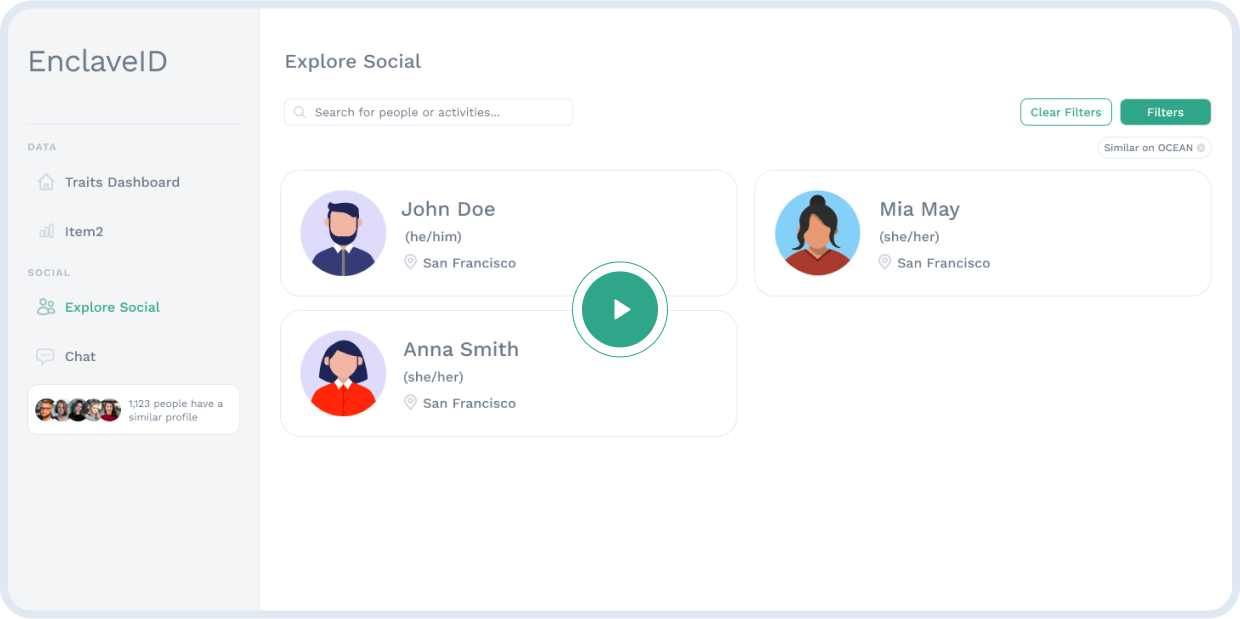 EnclaveID
DATA
Traits Dashboard
Item2
SOCIAL
Explore Social
Chat
1,123 people have a
similar profile
Explore Social
Search for people or activities...
Clear Filters
Filters
Similar on OCEAN
John Doe
(he/him)
San Francisco
Mia May
(she/her)
San Francisco
Anna Smith
(she/her)
San Francisco